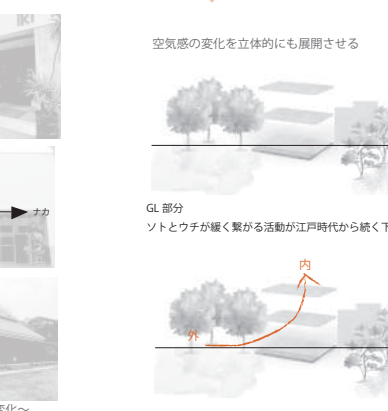 IKI
空気感の変化を立体的にも展開させる
ナカ
GL 部分
ソトとウチが緩く繋がる活動が江戸時代から続く下
内
外
変化～